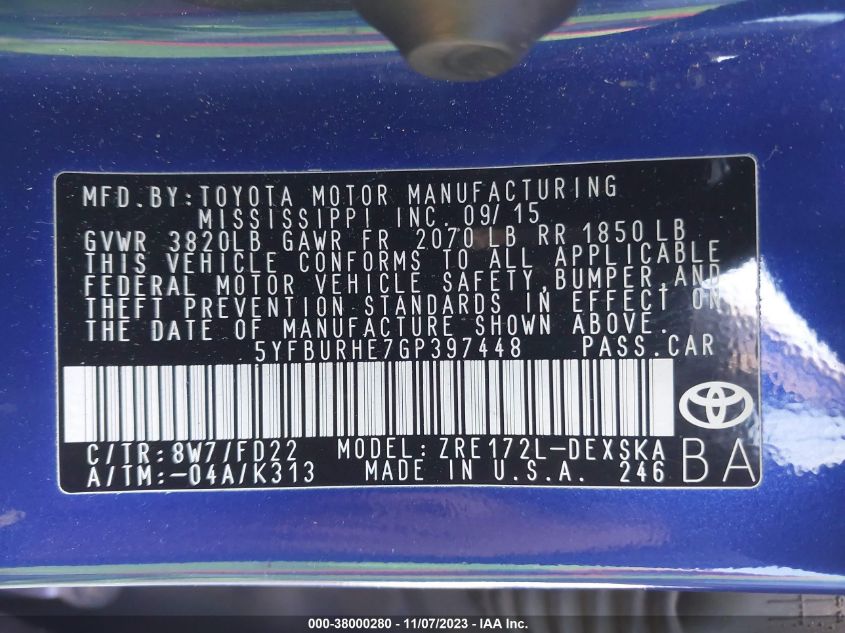 MFD.BY:TOYOTA MOTOR MANUFACTURING
MISSISSIPPI INC. 09/15
GVWR 3820LB GAWR FR 2070 LB RR 1850 LB
THIS VEHICLE CONFORMS TO ALL APPLICABLE
FEDERAL MOTOR VEHICLE SAFETY,BUMPER,AND
THEFT PREVENTION STANDARDS IN EFFECT ON
THE DATE OF MANUFACTURE SHOWN ABOVE.
5YFBURHE7GP397448 PASS.CAR
C/TR:8W7/FD22 MODEL:ZRE172L-DEXSKA
A/TM:-04A/K313 MADE IN U.S.A. 246
BA
000-38000280 - 11/07/2023 - IAA Inc.